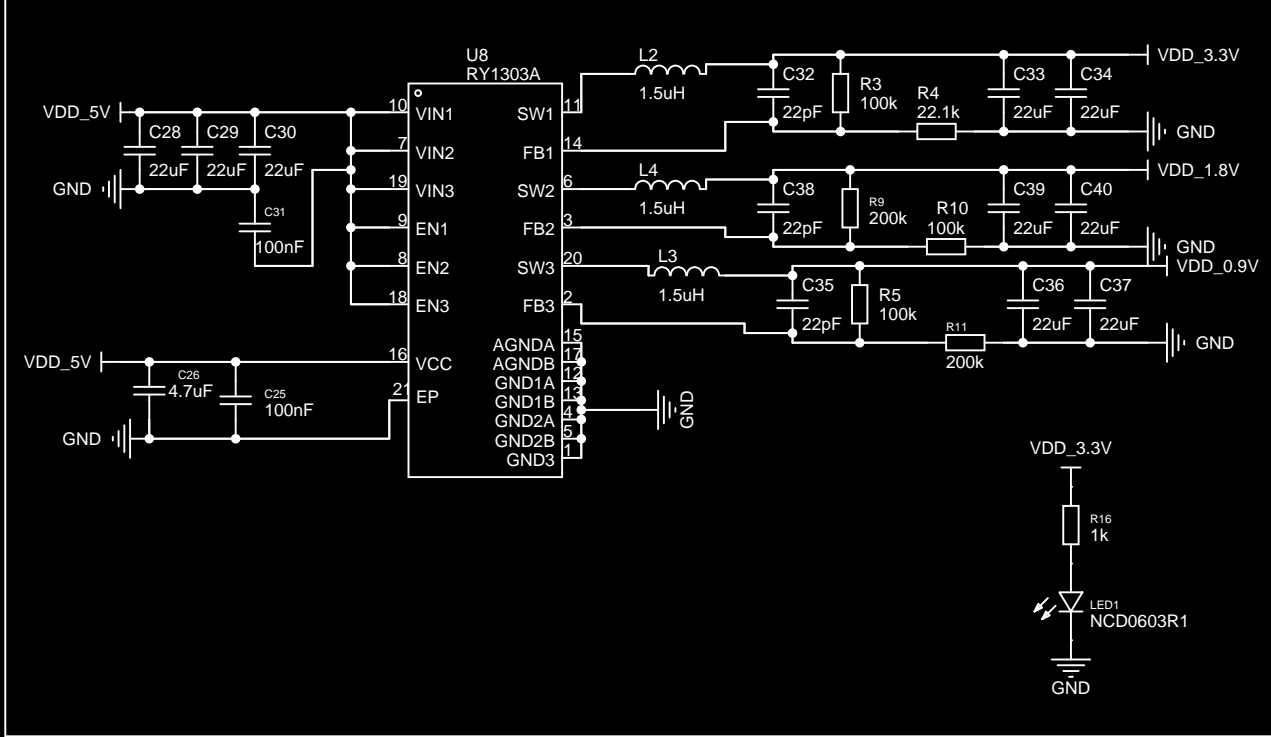 U8
RY1303A
VDD_5V
C28
22uF
C29
22uF
C30
22uF
GND
C31
100nF
10
VIN1
7
VIN2
19
VIN3
9
EN1
8
EN2
18
EN3
16
VCC
21
EP
SW1
11
FB1
14
SW2
6
FB2
3
SW3
20
FB3
2
AGNDA
15
AGNDB
17
GND1A
12
GND1B
13
GND2A
4
GND2B
5
GND3
1
GND
VDD_5V
C26
4.7uF
C25
100nF
GND
L2
1.5uH
C32
22pF
R3
100k
R4
22.1k
C33
22uF
C34
22uF
VDD_3.3V
GND
L4
1.5uH
C38
22pF
R9
200k
R10
100k
C39
22uF
C40
22uF
VDD_1.8V
GND
L3
1.5uH
C35
22pF
R5
100k
R11
200k
C36
22uF
C37
22uF
VDD_0.9V
GND
VDD_3.3V
R16
1k
LED1
NCD0603R1
GND